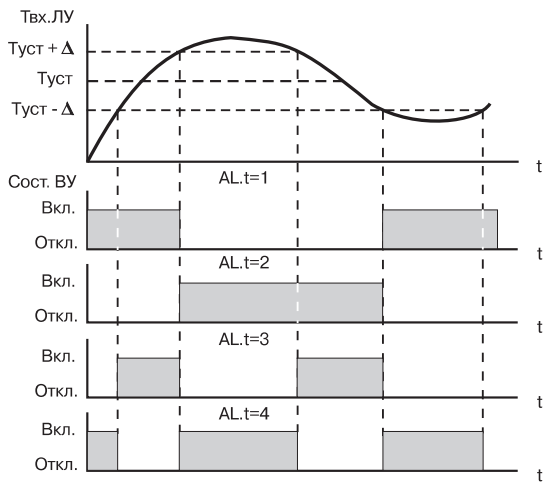 Твх.ЛУ
Туст + Δ
Туст
Туст - Δ
t
Сост. ВУ
AL.t=1
Вкл.
Откл.
t
AL.t=2
Вкл.
Откл.
t
AL.t=3
Вкл.
Откл.
t
AL.t=4
Вкл.
Откл.
t